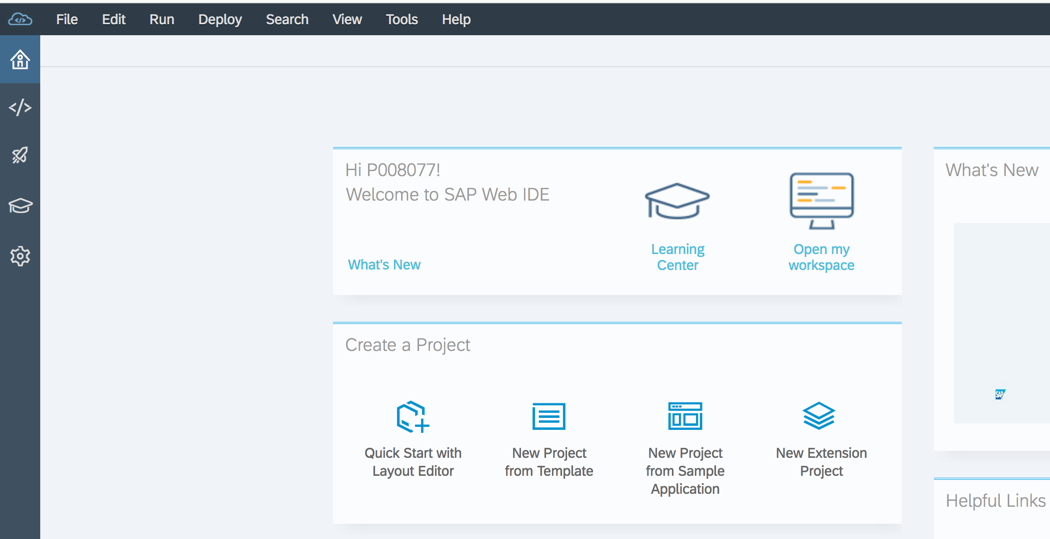 File Edit Run Deploy Search View Tools Help
Hi P008077!
Welcome to SAP Web IDE
What's New
Learning
Center
Open my
workspace
What's New
SAP
Create a Project
Quick Start with
Layout Editor
New Project
from Template
New Project
from Sample
Application
New Extension
Project
Helpful Links